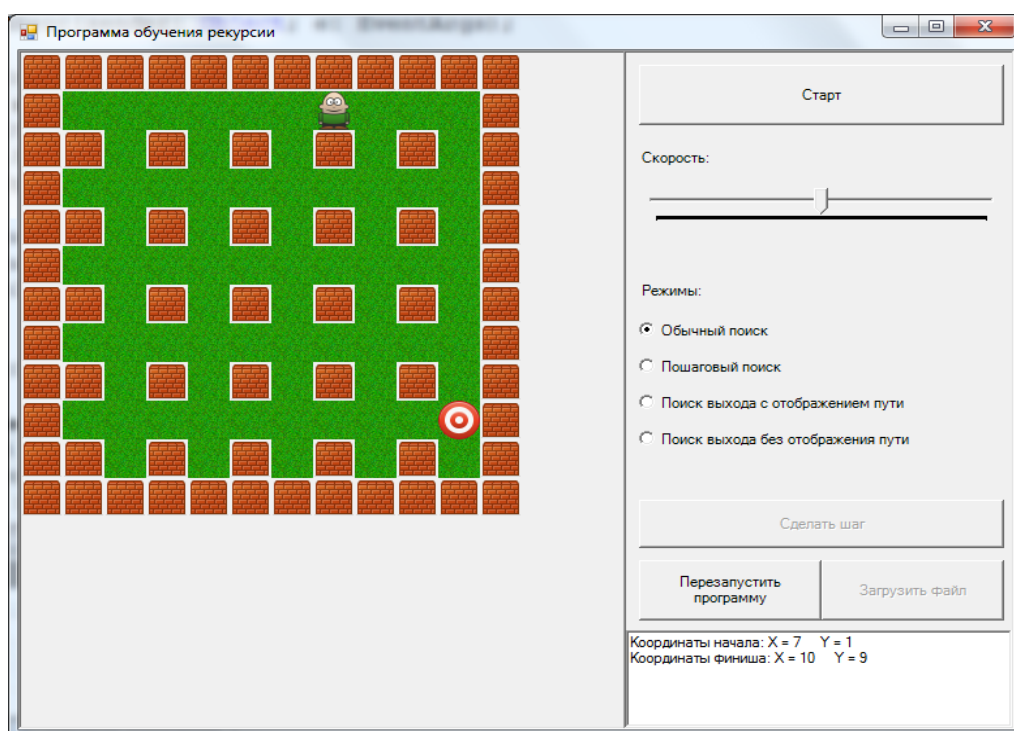 Программа обучения рекурсии
Старт
Скорость:
Режимы:
Обычный поиск
Пошаговый поиск
Поиск выхода с отображением пути
Поиск выхода без отображения пути
Сделать шаг
Перезапустить
программу
Загрузить файл
Координаты начала: X = 7 Y = 1
Координаты финиша: X = 10 Y = 9